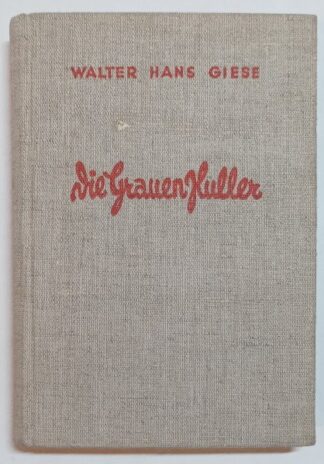 WALTER HANS GIESE
Die Grauen Kuller